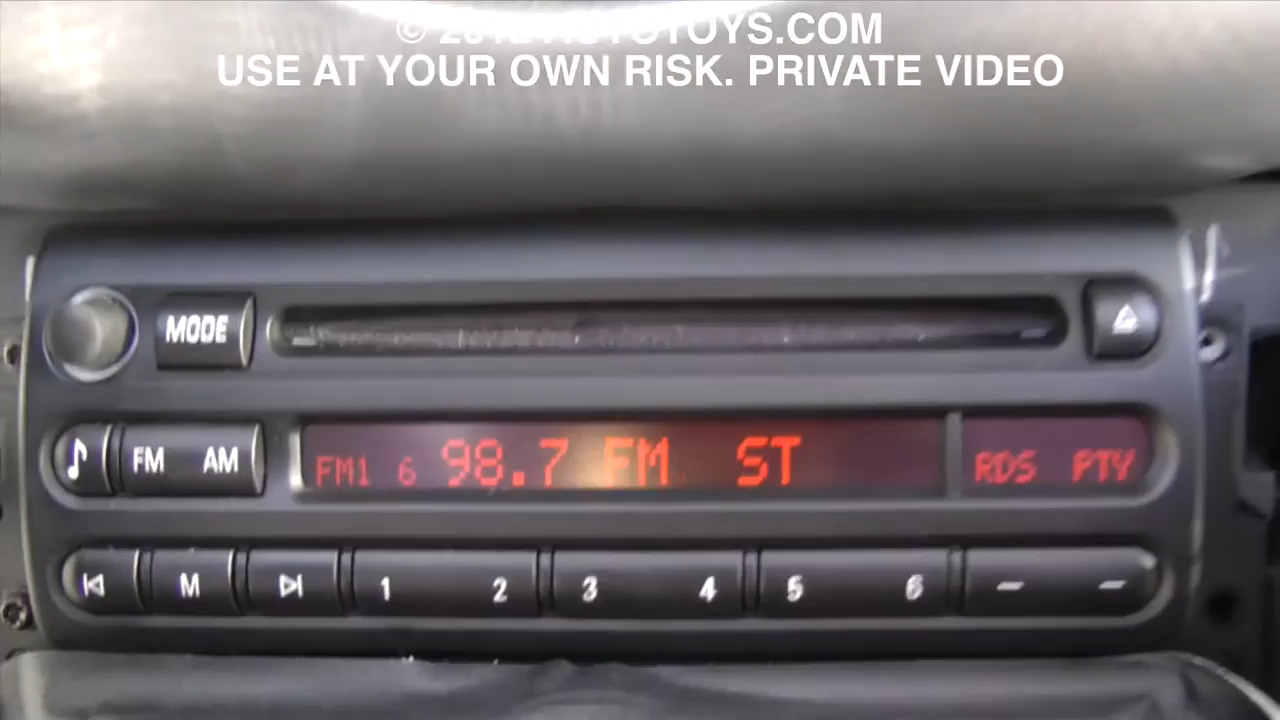 ©
USE AT YOUR OWN RISK. PRIVATE VIDEO
MODE
FM AM
FM1 6 98.7 FM ST
RDS PTY
M 1 2 3 4 5 6